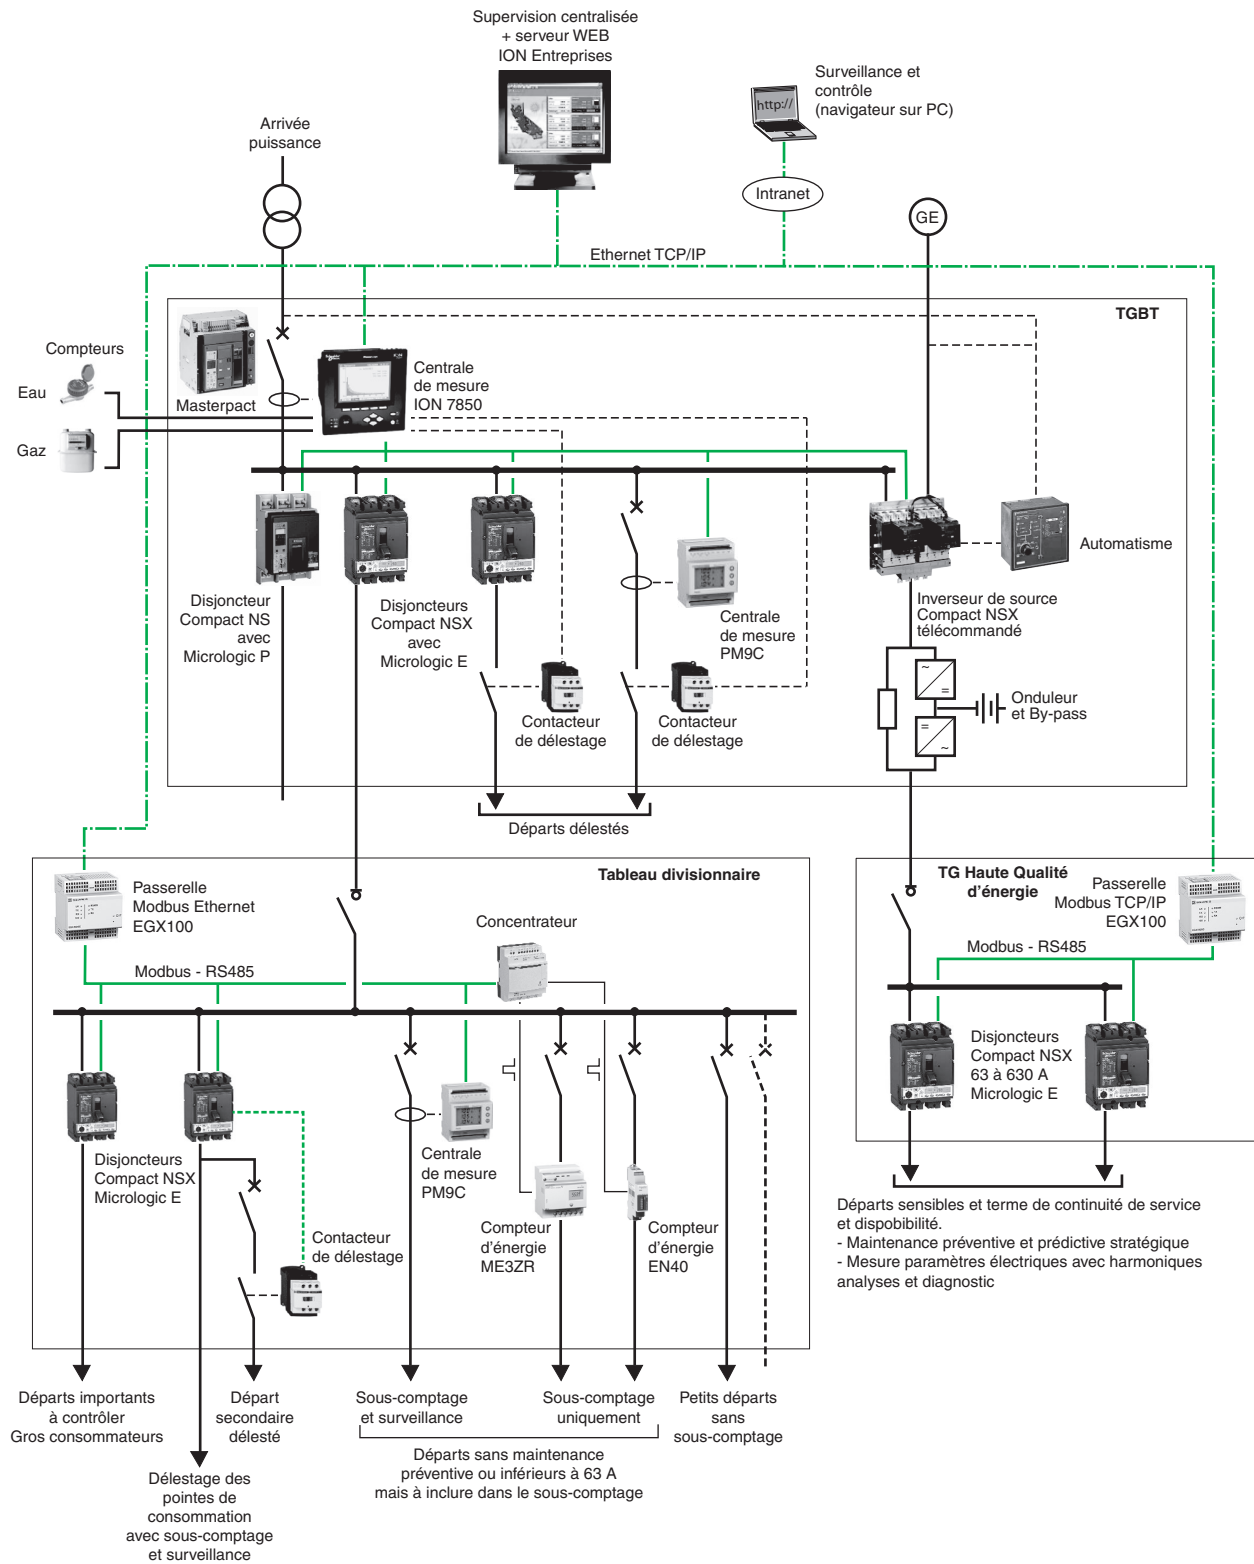 Supervision centralisée
+ serveur WEB
ION Entreprises
Surveillance et
contrôle
(navigateur sur PC)
http://
Arrivée
puissance
Intranet
GE
Ethernet TCP/IP
TGBT
Compteurs
Eau
Gaz
Masterpact
Centrale
de mesure
ION 7850
Automatisme
Disjoncteur
Compact NS
avec
Micrologic P
Disjoncteurs
Compact NSX
avec
Micrologic E
Centrale
de mesure
PM9C
Inverseur de source
Compact NSX
télécommandé
Contacteur
de délestage
Contacteur
de délestage
~
=
=
~
Onduleur
et By-pass
Départs délestés
Tableau divisionnaire
Passerelle
Modbus Ethernet
EGX100
Concentrateur
Modbus - RS485
Disjoncteurs
Compact NSX
Micrologic E
Contacteur
de délestage
Centrale
de mesure
PM9C
Compteur
d'énergie
ME3ZR
Compteur
d'énergie
EN40
TG Haute Qualité
d'énergie
Passerelle
Modbus TCP/IP
EGX100
Modbus - RS485
Disjoncteurs
Compact NSX
63 à 630 A
Micrologic E
Départs sensibles et terme de continuité de service
et dispobibilité.
- Maintenance préventive et prédictive stratégique
- Mesure paramètres électriques avec harmoniques
analyses et diagnostic
Départs importants
à contrôler
Gros consommateurs
Départ
secondaire
délesté
Sous-comptage
et surveillance
Sous-comptage
uniquement
Petits départs
sans
sous-comptage
Départs sans maintenance
préventive ou inférieurs à 63 A
mais à inclure dans le sous-comptage
Délestage des
pointes de
consommation
avec sous-comptage
et surveillance